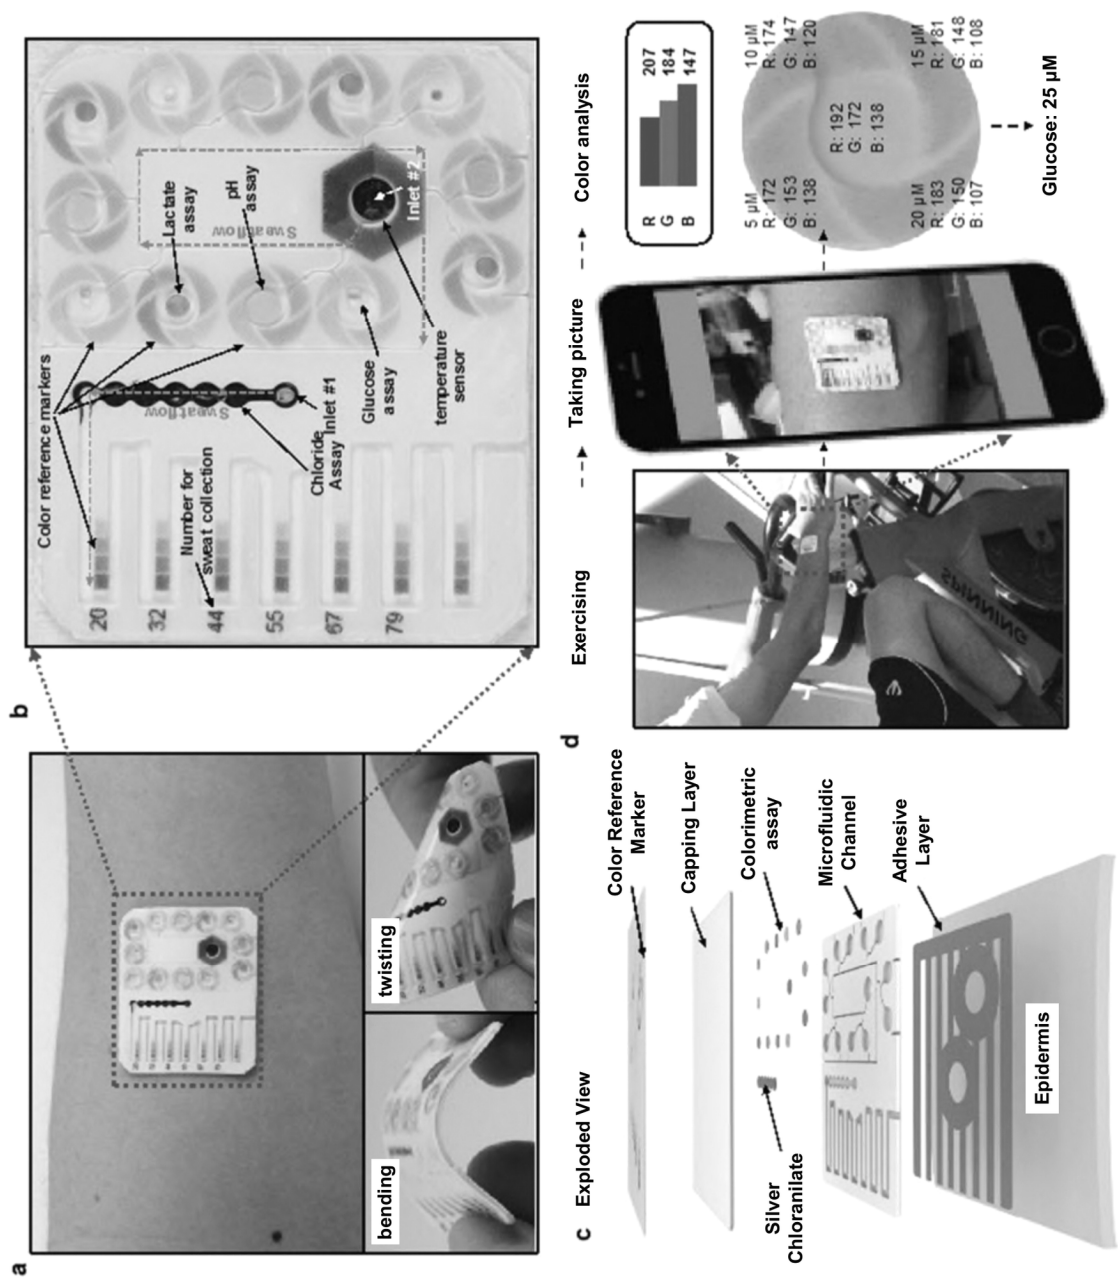 a
bending
twisting
b
Color reference markers
20
32
44
55
67
79
Number for
sweat collection
Sweatflow
Chloride
Assay
Inlet #1
Lactate
assay
pH
assay
Sweatflow
Inlet #2
Glucose
assay
temperature
sensor
c
Exploded View
Color Reference
Marker
Capping Layer
Colorimetric
assay
Silver
Chloranilate
Microfluidic
Channel
Adhesive
Layer
Epidermis
d
Exercising
Taking picture
Color analysis
SPINNING
R 207
G 184
B 147
5 µM
R: 172
G: 153
B: 138
10 µM
R: 174
G: 147
B: 120
R: 192
G: 172
B: 138
20 µM
R: 183
G: 150
B: 107
15 µM
R: 181
G: 148
B: 108
Glucose: 25 µM